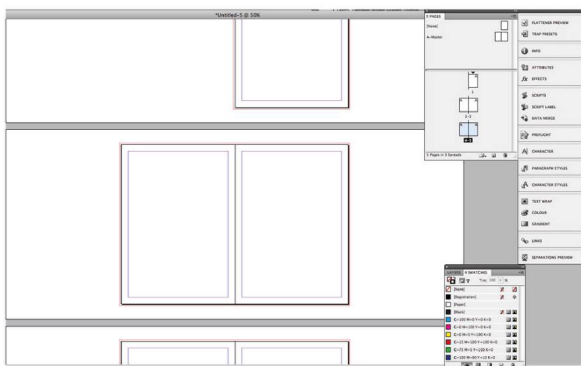 *Untitled-5 @ 50%
PAGES
[None]
A-Master
1
2-3
4-5
5 Pages in 3 Spreads
FLATTENER PREVIEW
TRAP PRESETS
INFO
ATTRIBUTES
EFFECTS
SCRIPTS
SCRIPT LABEL
DATA MERGE
PREFLIGHT
CHARACTER
PARAGRAPH STYLES
CHARACTER STYLES
TEXT WRAP
COLOUR
GRADIENT
LINKS
SEPARATIONS PREVIEW
LAYERS SWATCHES
Tint: 100 %
[None]
[Registration]
[Paper]
[Black]
C=100 M=0 Y=0 K=0
C=0 M=100 Y=0 K=0
C=0 M=0 Y=100 K=0
C=15 M=100 Y=100 K=0
C=75 M=5 Y=100 K=0
C=100 M=90 Y=10 K=0